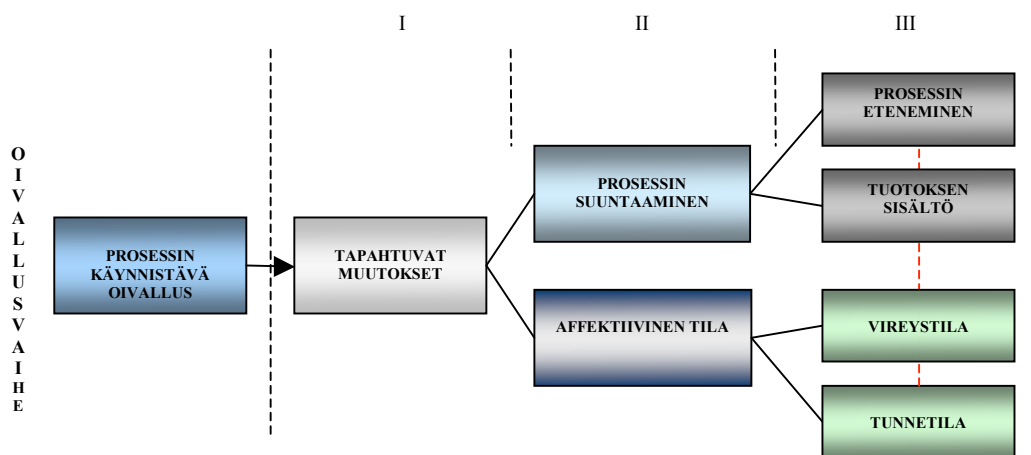 I II III
OIVALLUSVAIHE
PROSESSIN
KÄYNNISTÄVÄ
OIVALLUS
TAPAHTUVAT
MUUTOKSET
PROSESSIN
SUUNTAAMINEN
AFFEKTIIVINEN TILA
PROSESSIN
ETENEMINEN
TUOTOKSEN
SISÄLTÖ
VIREYSTILA
TUNNETILA